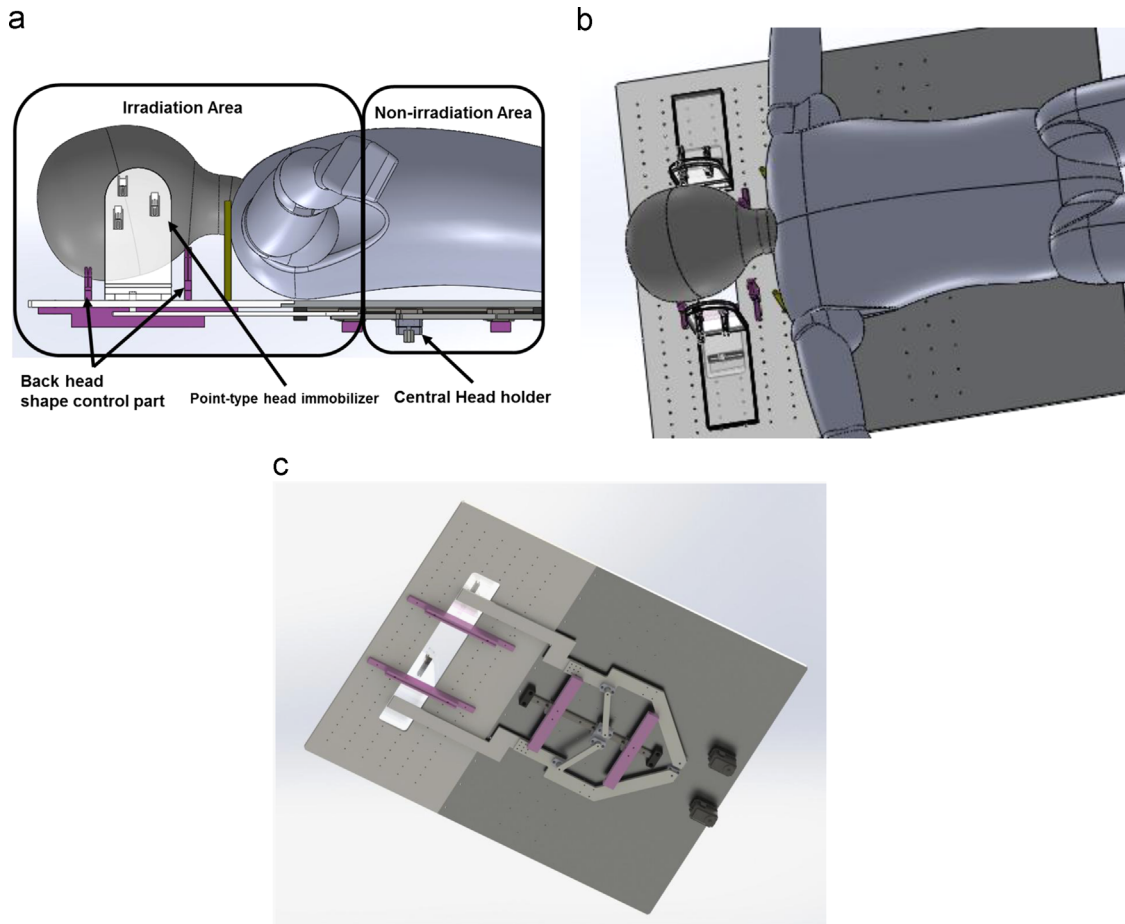 a
b
Irradiation Area
Non-irradiation Area
Back head
shape control part
Point-type head immobilizer
Central Head holder
c